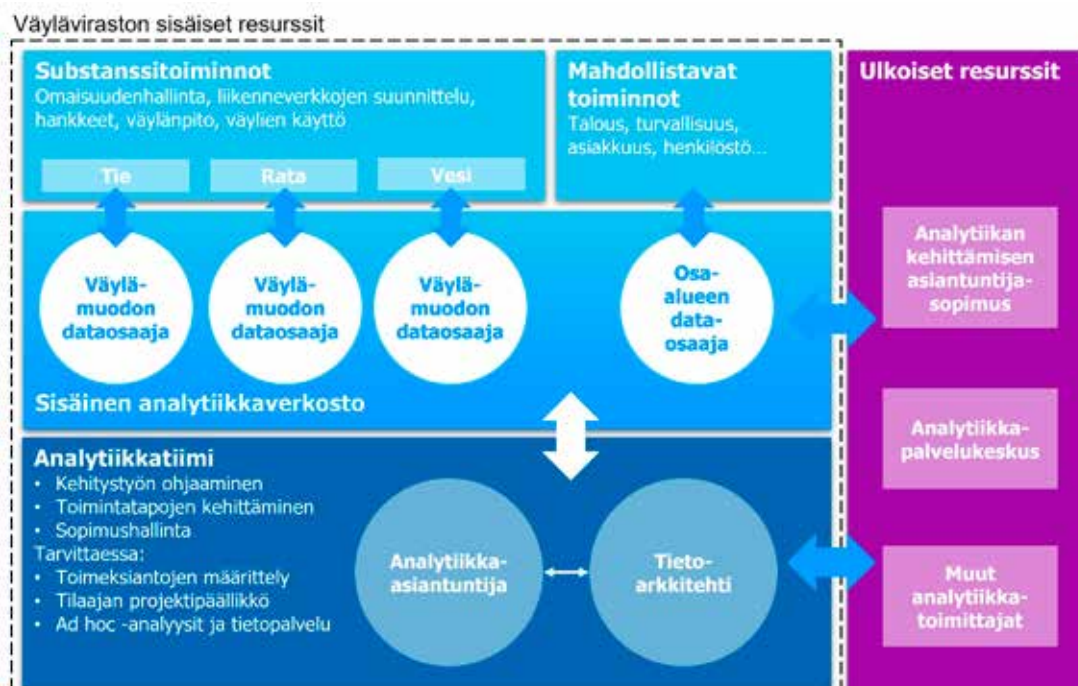 Väyläviraston sisäiset resurssit
Substanssitoiminnot
Omaisuudenhallinta, liikenneverkkojen suunnittelu,
hankkeet, väylänpito, väylien käyttö
Tie
Rata
Vesi
Mahdollistavat
toiminnot
Talous, turvallisuus,
asiakkuus, henkilöstö...
Ulkoiset resurssit
Väylä-
muodon
dataosaaja
Väylä-
muodon
dataosaaja
Väylä-
muodon
dataosaaja
Osa-
alueen
data-
osaaja
Sisäinen analytiikkaverkosto
Analytiikan
kehittämisen
asiantuntija-
sopimus
Analytiikka-
palvelukeskus
Muut
analytiikka-
toimittajat
Analytiikkatiimi
• Kehitystyön ohjaaminen
• Toimintatapojen kehittäminen
• Sopimushallinta
Tarvittaessa:
• Toimeksiantojen määrittely
• Tilaajan projektipäällikkö
• Ad hoc -analyysit ja tietopalvelu
Analytiikka-
asiantuntija
Tieto-
arkkitehti